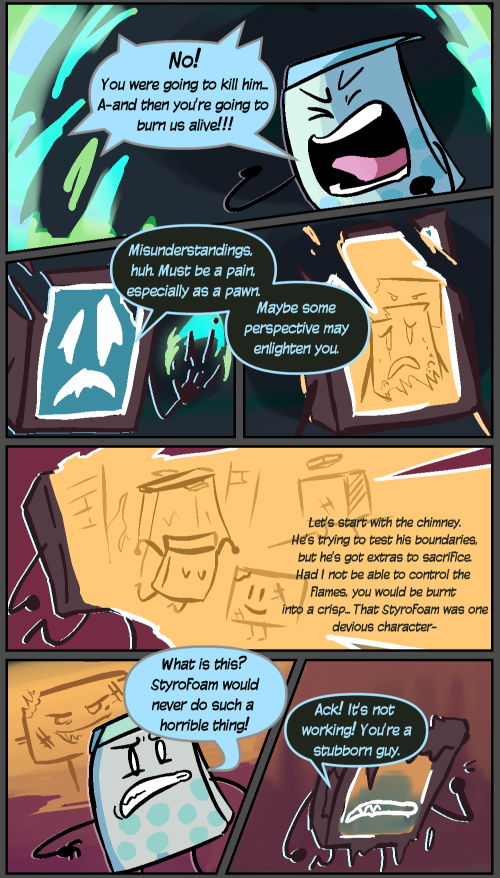 No!
You were going to kill him...
A-and then you're going to
burn us alive!!!
Misunderstandings,
huh. Must be a pain,
especially as a pawn.
Maybe some
perspective may
enlighten you.
Let's start with the chimney.
He's trying to test his boundaries,
but he's got extras to sacrifice.
Had I not be able to control the
flames, you would be burnt
into a crisp... That StyroFoam was one
devious character-
What is this?
StyroFoam would
never do such a
horrible thing!
Ack! It's not
working! You're a
stubborn guy.